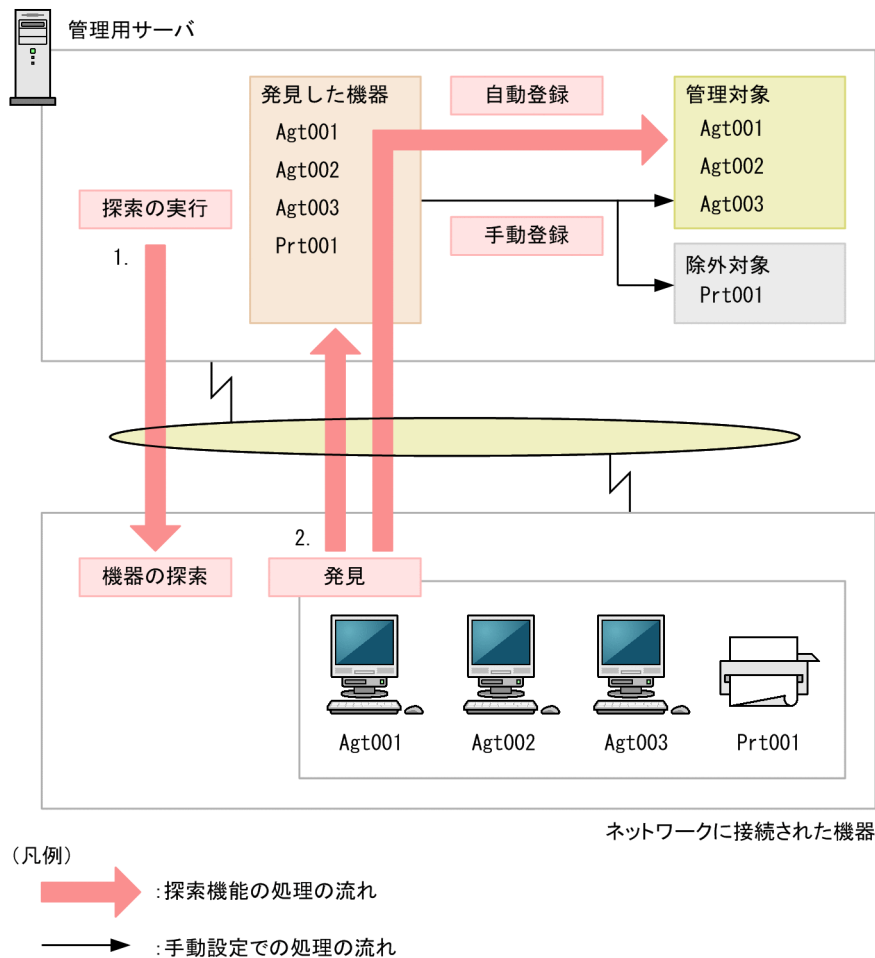 管理用サーバ
発見した機器
Agt001
Agt002
Agt003
Prt001
自動登録
手動登録
管理対象
Agt001
Agt002
Agt003
除外対象
Prt001
探索の実行
1.
2.
機器の探索
発見
Agt001
Agt002
Agt003
Prt001
ネットワークに接続された機器
(凡例)
:探索機能の処理の流れ
:手動設定での処理の流れ